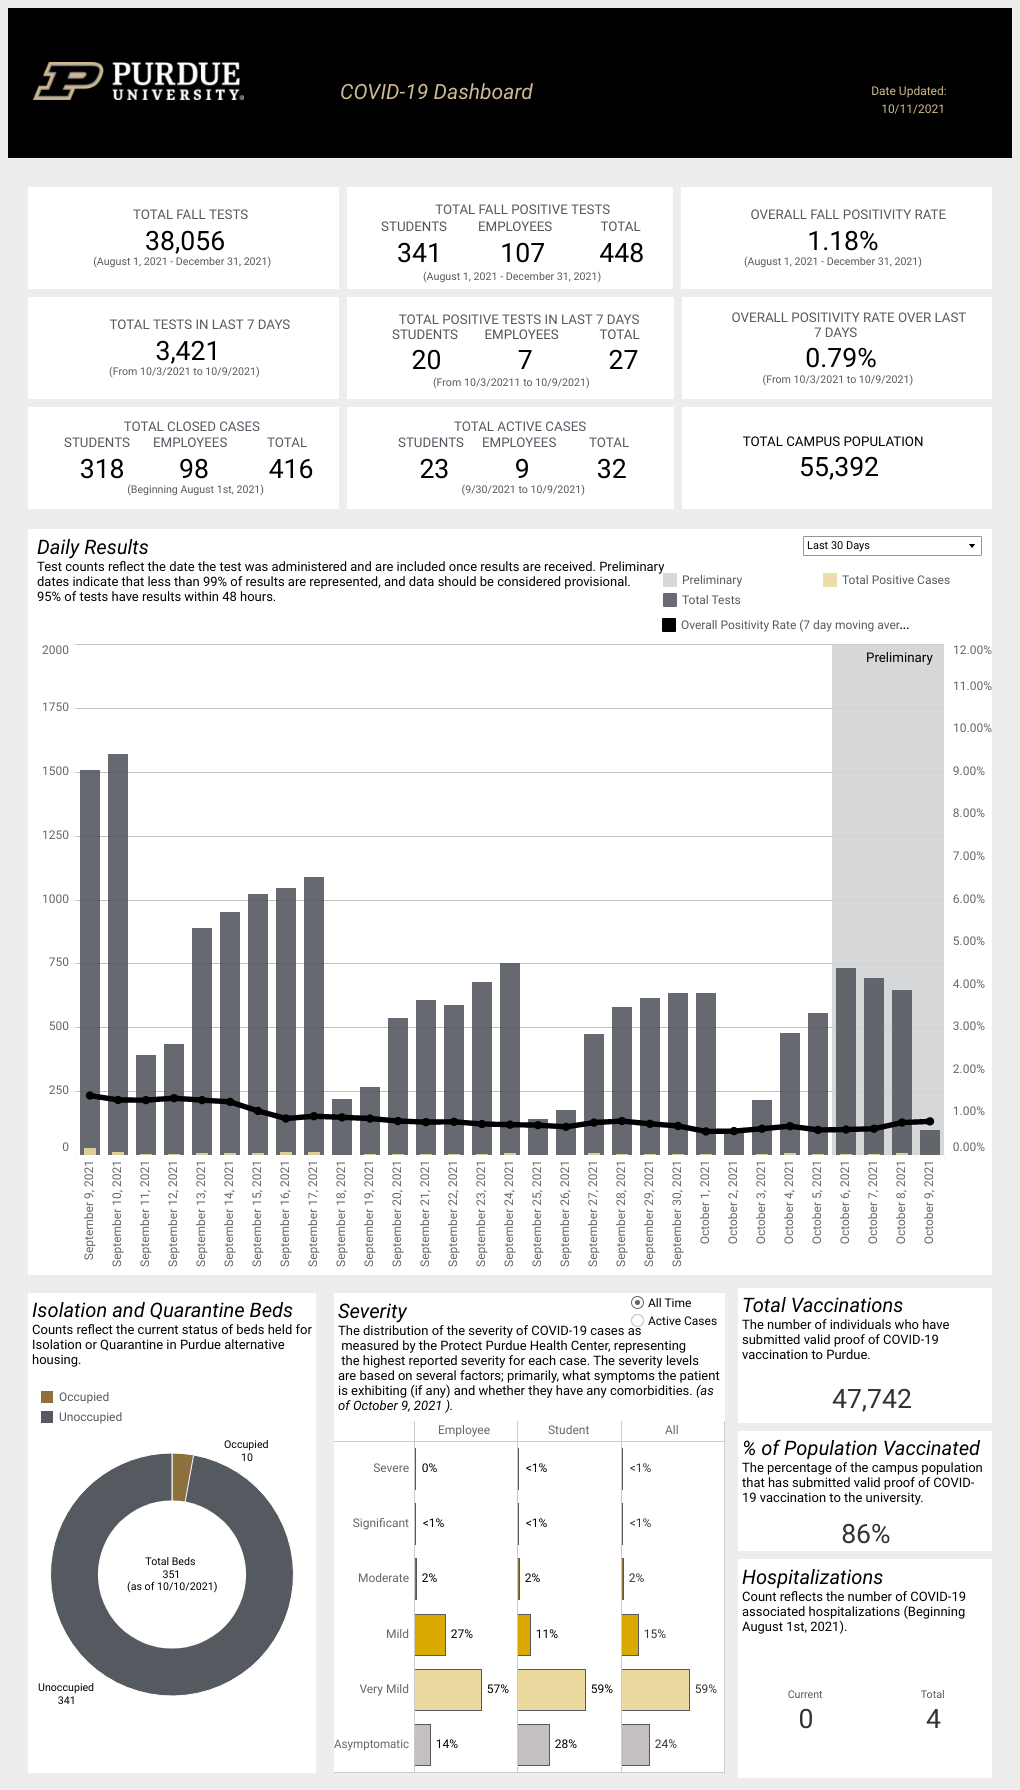 PURDUE
UNIVERSITY®
COVID-19 Dashboard
Date Updated:
10/11/2021
TOTAL FALL TESTS
38,056
(August 1, 2021 - December 31, 2021)
TOTAL FALL POSITIVE TESTS
STUDENTS EMPLOYEES TOTAL
341 107 448
(August 1, 2021 - December 31, 2021)
OVERALL FALL POSITIVITY RATE
1.18%
(August 1, 2021 - December 31, 2021)
TOTAL TESTS IN LAST 7 DAYS
3,421
(From 10/3/2021 to 10/9/2021)
TOTAL POSITIVE TESTS IN LAST 7 DAYS
STUDENTS EMPLOYEES TOTAL
20 7 27
(From 10/3/20211 to 10/9/2021)
OVERALL POSITIVITY RATE OVER LAST
7 DAYS
0.79%
(From 10/3/2021 to 10/9/2021)
TOTAL CLOSED CASES
STUDENTS EMPLOYEES TOTAL
318 98 416
(Beginning August 1st, 2021)
TOTAL ACTIVE CASES
STUDENTS EMPLOYEES TOTAL
23 9 32
(9/30/2021 to 10/9/2021)
TOTAL CAMPUS POPULATION
55,392
Daily Results
Test counts reflect the date the test was administered and are included once results are received. Preliminary
dates indicate that less than 99% of results are represented, and data should be considered provisional.
95% of tests have results within 48 hours.
Last 30 Days
Preliminary
Total Positive Cases
Total Tests
Overall Positivity Rate (7 day moving aver...
2000
1750
1500
1250
1000
750
500
250
0
Preliminary
12.00%
11.00%
10.00%
9.00%
8.00%
7.00%
6.00%
5.00%
4.00%
3.00%
2.00%
1.00%
0.00%
September 9, 2021
September 10, 2021
September 11, 2021
September 12, 2021
September 13, 2021
September 14, 2021
September 15, 2021
September 16, 2021
September 17, 2021
September 18, 2021
September 19, 2021
September 20, 2021
September 21, 2021
September 22, 2021
September 23, 2021
September 24, 2021
September 25, 2021
September 26, 2021
September 27, 2021
September 28, 2021
September 29, 2021
September 30, 2021
October 1, 2021
October 2, 2021
October 3, 2021
October 4, 2021
October 5, 2021
October 6, 2021
October 7, 2021
October 8, 2021
October 9, 2021
Isolation and Quarantine Beds
Counts reflect the current status of beds held for
Isolation or Quarantine in Purdue alternative
housing.
Occupied
Unoccupied
Occupied
10
Total Beds
351
(as of 10/10/2021)
Unoccupied
341
Severity
All Time
Active Cases
The distribution of the severity of COVID-19 cases as
measured by the Protect Purdue Health Center, representing
the highest reported severity for each case. The severity levels
are based on several factors; primarily, what symptoms the patient
is exhibiting (if any) and whether they have any comorbidities. (as
of October 9, 2021 ).
Employee Student All
Severe 0% <1% <1%
Significant <1% <1% <1%
Moderate 2% 2% 2%
Mild 27% 11% 15%
Very Mild 57% 59% 59%
Asymptomatic 14% 28% 24%
Total Vaccinations
The number of individuals who have
submitted valid proof of COVID-19
vaccination to Purdue.
47,742
% of Population Vaccinated
The percentage of the campus population
that has submitted valid proof of COVID-
19 vaccination to the university.
86%
Hospitalizations
Count reflects the number of COVID-19
associated hospitalizations (Beginning
August 1st, 2021).
Current Total
0 4